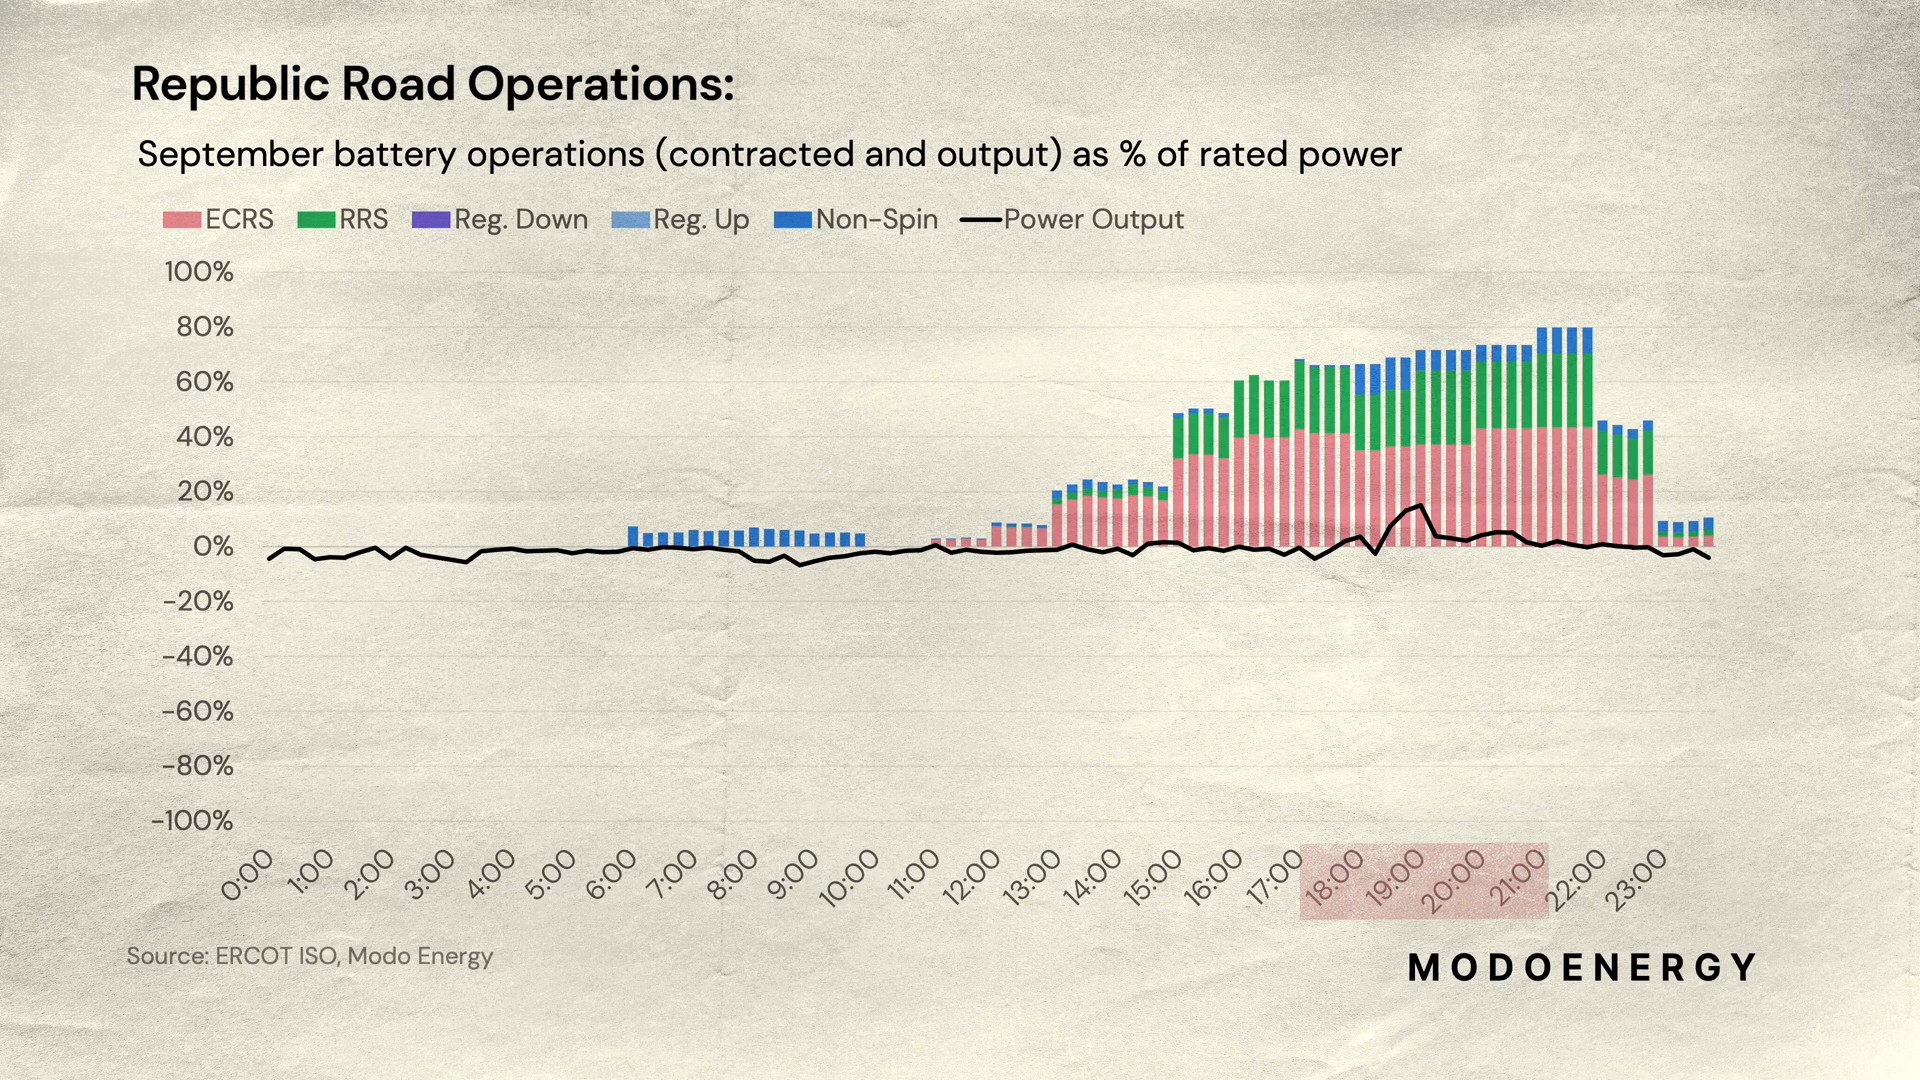 Republic Road Operations:
September battery operations (contracted and output) as % of rated power
ECRS RRS Reg. Down Reg. Up Non-Spin Power Output
100%
80%
60%
40%
20%
0%
-20%
-40%
-60%
-80%
-100%
0:00 1:00 2:00 3:00 4:00 5:00 6:00 7:00 8:00 9:00 10:00 11:00 12:00 13:00 14:00 15:00 16:00 17:00 18:00 19:00 20:00 21:00 22:00 23:00
Source: ERCOT ISO, Modo Energy
MODOENERGY